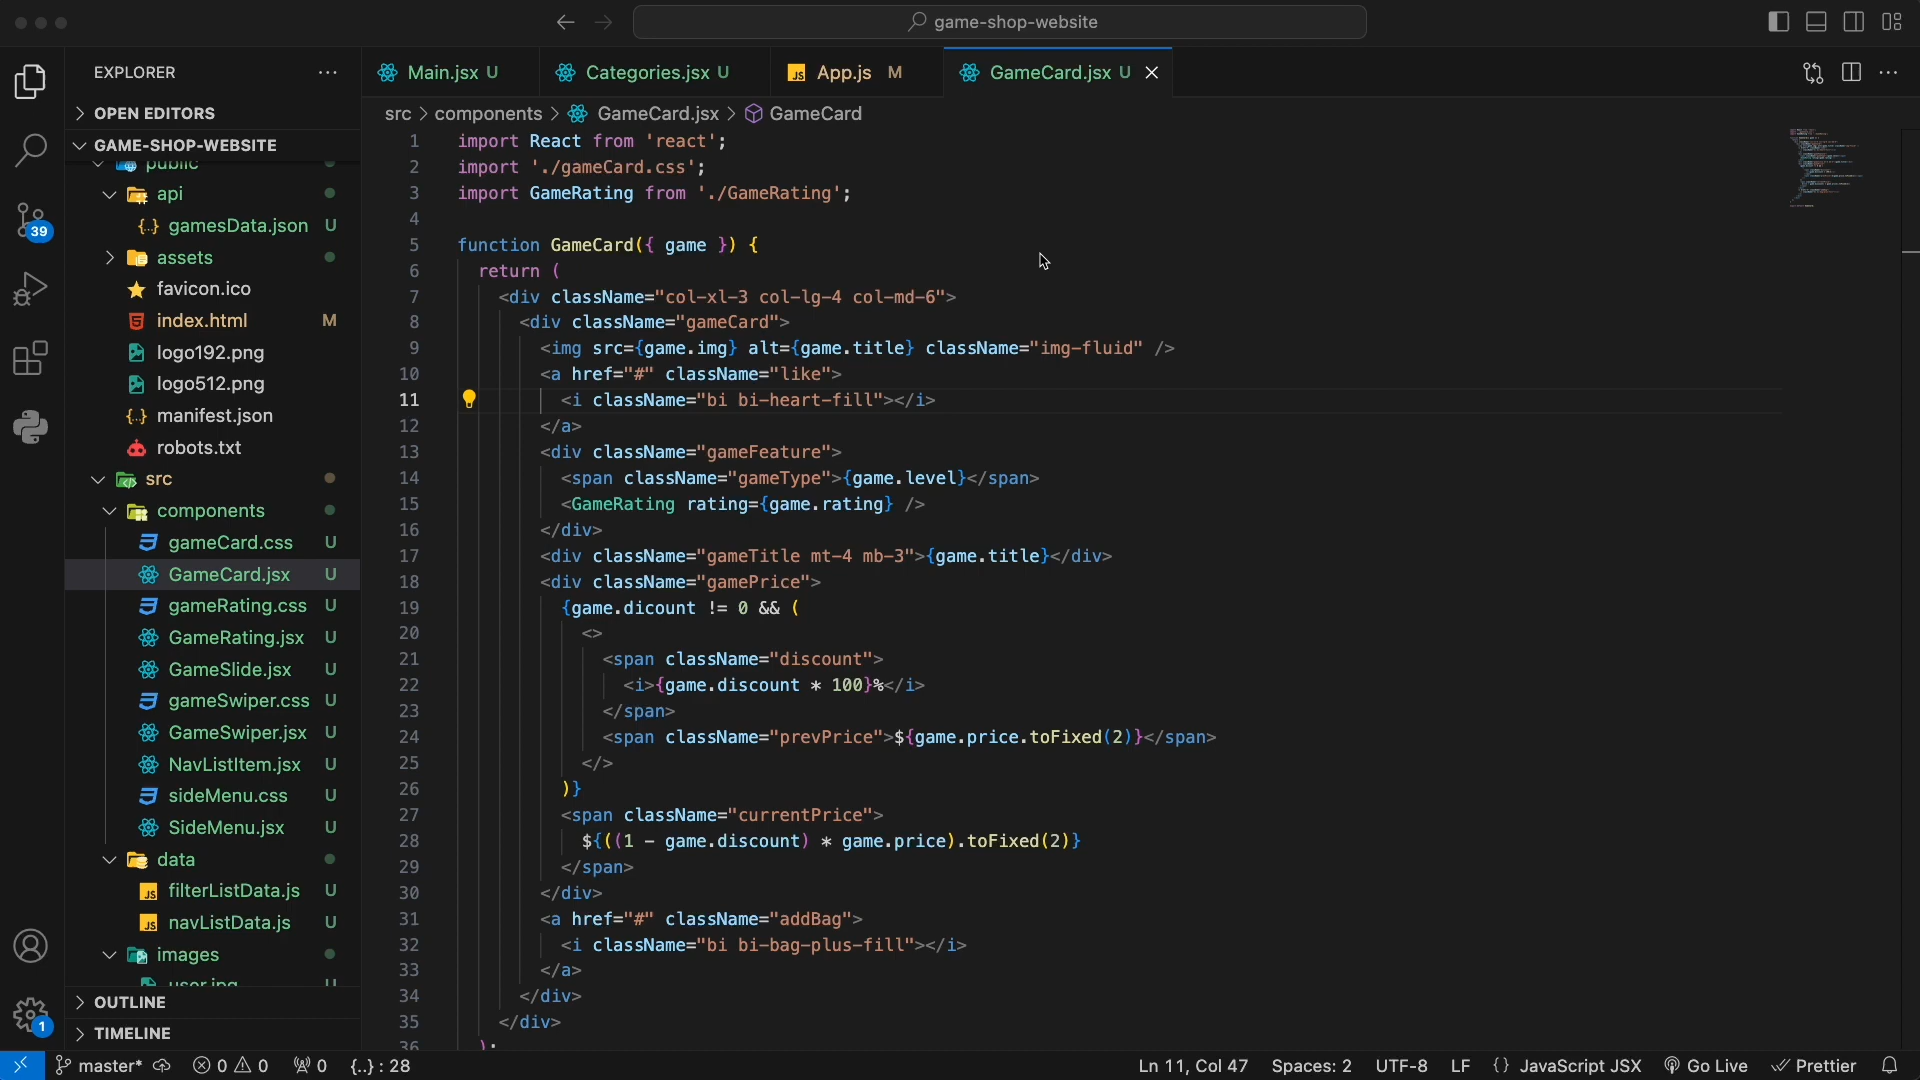 game-shop-website
EXPLORER
Main.jsx U
Categories.jsx U
App.js M
GameCard.jsx U
OPEN EDITORS
GAME-SHOP-WEBSITE
public
api
gamesData.json U
assets
favicon.ico
index.html M
logo192.png
logo512.png
manifest.json
robots.txt
src
components
gameCard.css U
GameCard.jsx U
gameRating.css U
GameRating.jsx U
GameSlide.jsx U
gameSwiper.css U
GameSwiper.jsx U
NavListItem.jsx U
sideMenu.css U
SideMenu.jsx U
data
filterListData.js U
navListData.js U
images
user.jpg U
OUTLINE
TIMELINE
39
1
src > components > GameCard.jsx > GameCard
1 import React from 'react';
2 import './gameCard.css';
3 import GameRating from './GameRating';
4
5 function GameCard({ game }) {
6 return (
7 <div className="col-xl-3 col-lg-4 col-md-6">
8 <div className="gameCard">
9 <img src={game.img} alt={game.title} className="img-fluid" />
10 <a href="#" className="like">
11 <i className="bi bi-heart-fill"></i>
12 </a>
13 <div className="gameFeature">
14 <span className="gameType">{game.level}</span>
15 <GameRating rating={game.rating} />
16 </div>
17 <div className="gameTitle mt-4 mb-3">{game.title}</div>
18 <div className="gamePrice">
19 {game.dicount != 0 && (
20 <>
21 <span className="discount">
22 <i>{game.discount * 100}%</i>
23 </span>
24 <span className="prevPrice">${game.price.toFixed(2)}</span>
25 </>
26 )}
27 <span className="currentPrice">
28 ${((1 - game.discount) * game.price).toFixed(2)}
29 </span>
30 </div>
31 <a href="#" className="addBag">
32 <i className="bi bi-bag-plus-fill"></i>
33 </a>
34 </div>
35 </div>
36 );
master* 0 0 0 {..} : 28 Ln 11, Col 47 Spaces: 2 UTF-8 LF {} JavaScript JSX Go Live Prettier